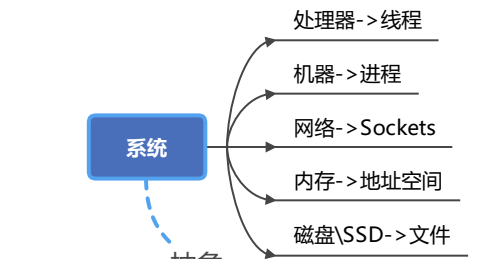 处理器->线程
机器->进程
系统
网络->Sockets
内存->地址空间
磁盘\SSD->文件